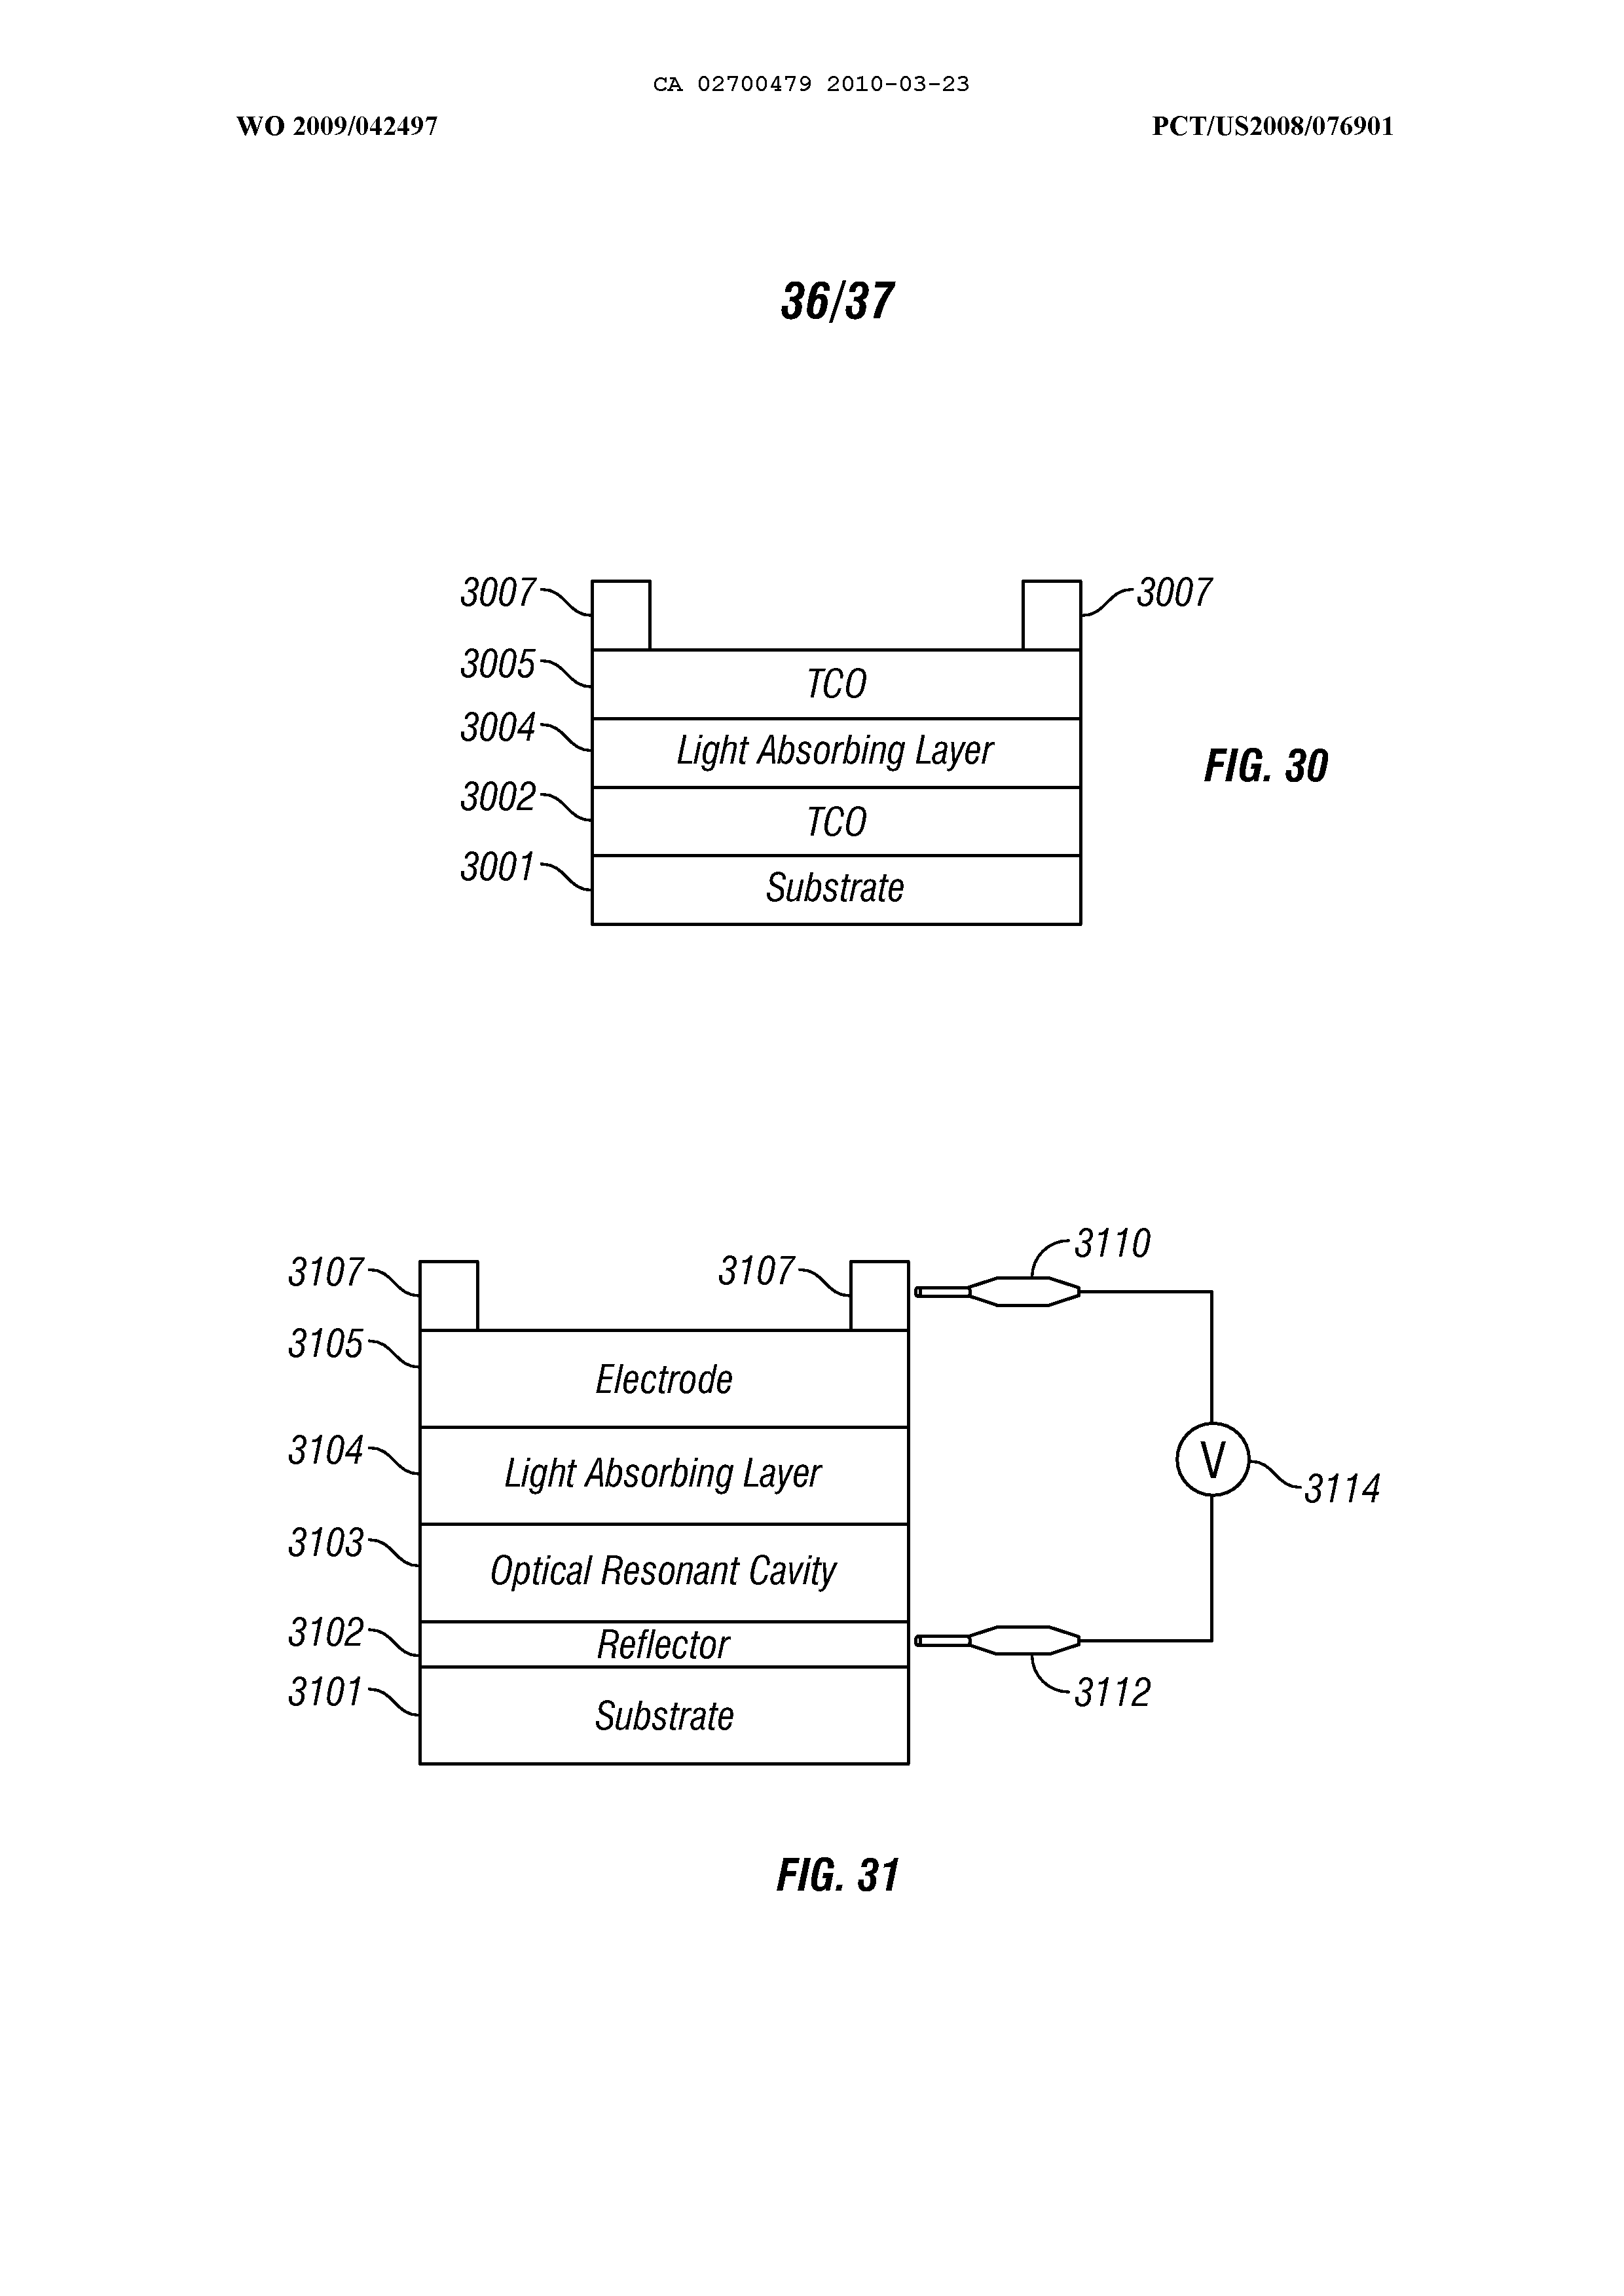 CA 02700479 2010-03-23
WO 2009/042497 PCT/US2008/076901
36/37
3007 3007
3005 TCO
3004 Light Absorbing Layer
FIG. 30
3002 TCO
3001 Substrate
3110
3107 3107
3105 Electrode
3104 Light Absorbing Layer
V
3114
3103 Optical Resonant Cavity
3102 Reflector
3112
3101 Substrate
FIG. 31